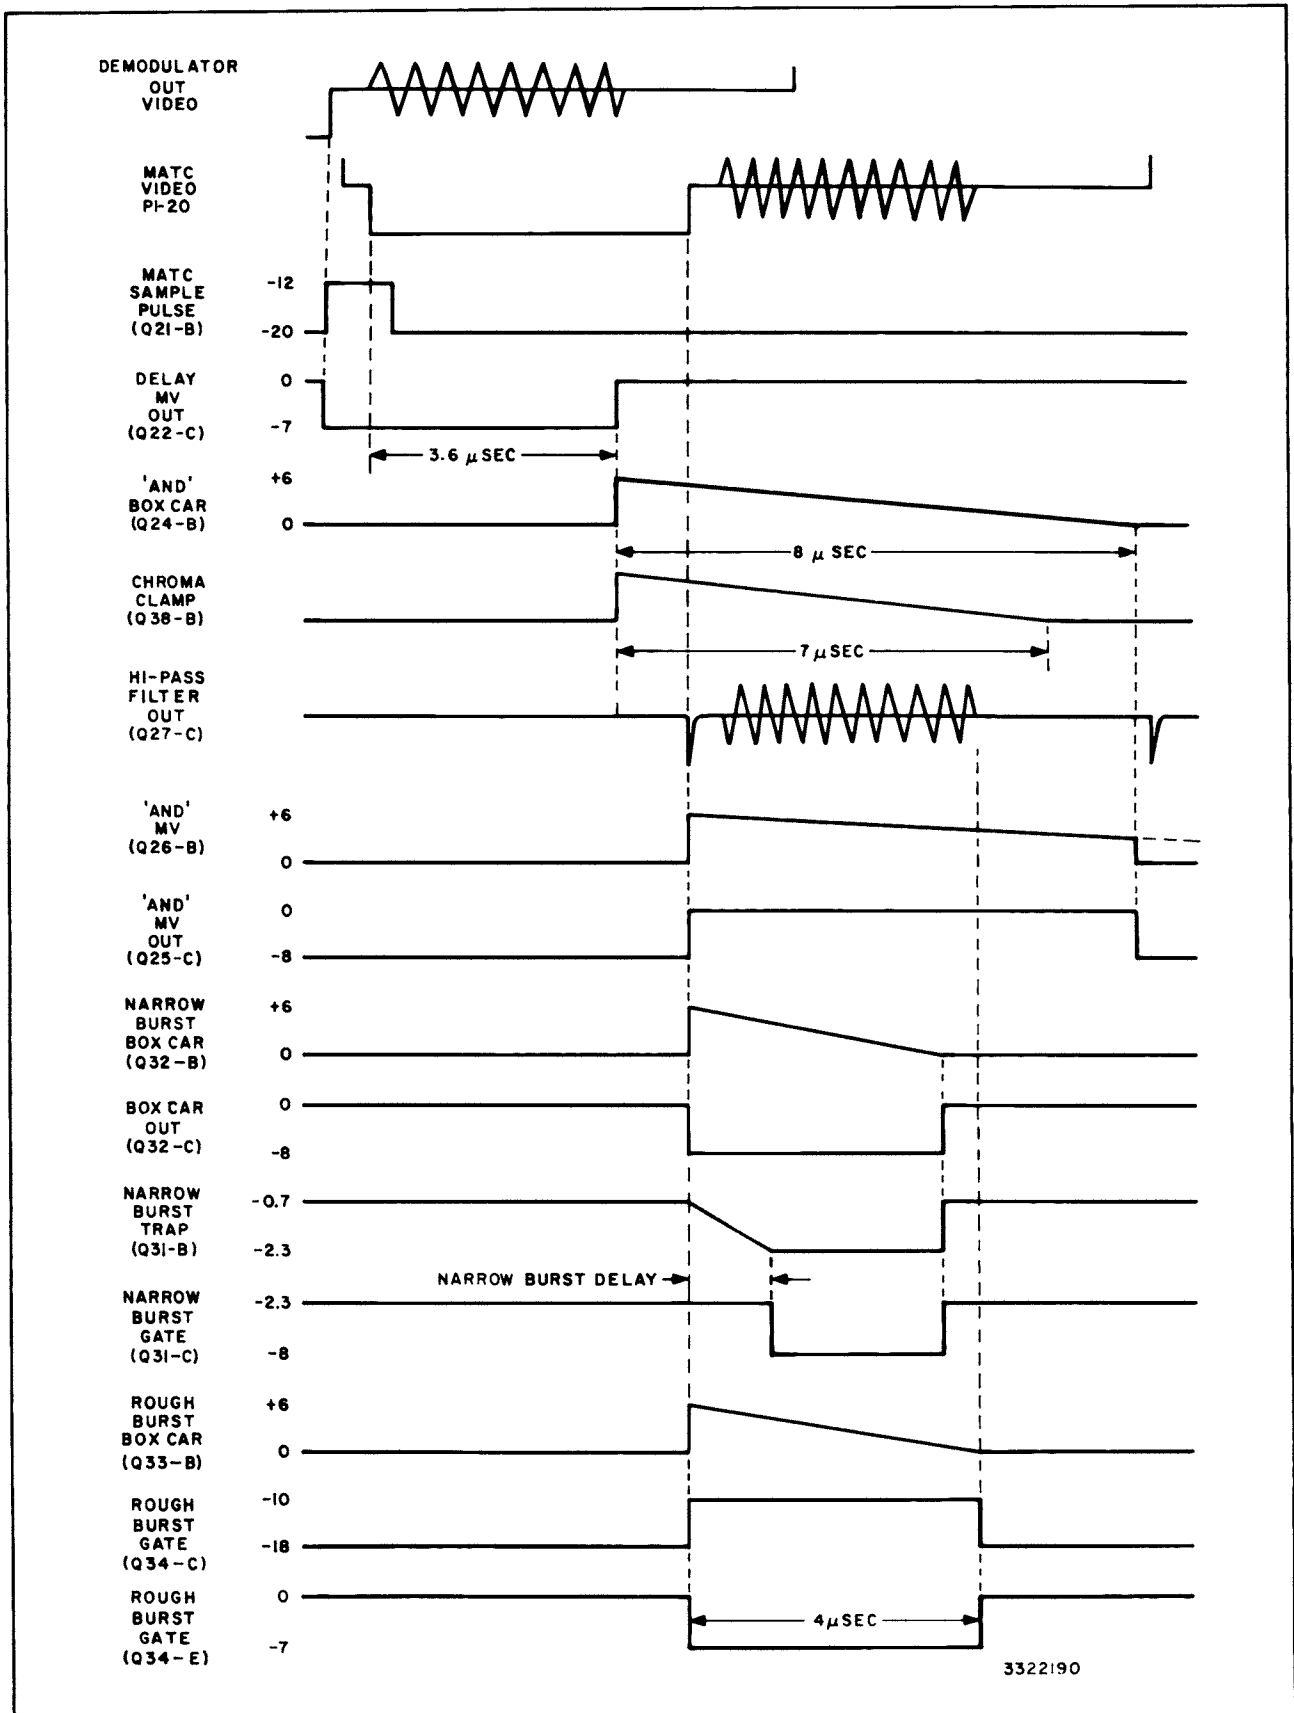 DEMODULATOR
OUT
VIDEO
MATC
VIDEO
PI-20
MATC
SAMPLE
PULSE
(Q21-B)
-12
-20
DELAY
MV
OUT
(Q22-C)
0
-7
3.6 μSEC
'AND'
BOX CAR
(Q24-B)
+6
0
8 μ SEC
CHROMA
CLAMP
(Q38-B)
7 μSEC
HI-PASS
FILTER
OUT
(Q27-C)
'AND'
MV
(Q26-B)
+6
0
'AND'
MV
OUT
(Q25-C)
0
-8
NARROW
BURST
BOX CAR
(Q32-B)
+6
0
BOX CAR
OUT
(Q32-C)
0
-8
NARROW
BURST
TRAP
(Q31-B)
-0.7
-2.3
NARROW BURST DELAY
NARROW
BURST
GATE
(Q31-C)
-2.3
-8
ROUGH
BURST
BOX CAR
(Q33-B)
+6
0
ROUGH
BURST
GATE
(Q34-C)
-10
-18
ROUGH
BURST
GATE
(Q34-E)
0
-7
4μSEC
3322190